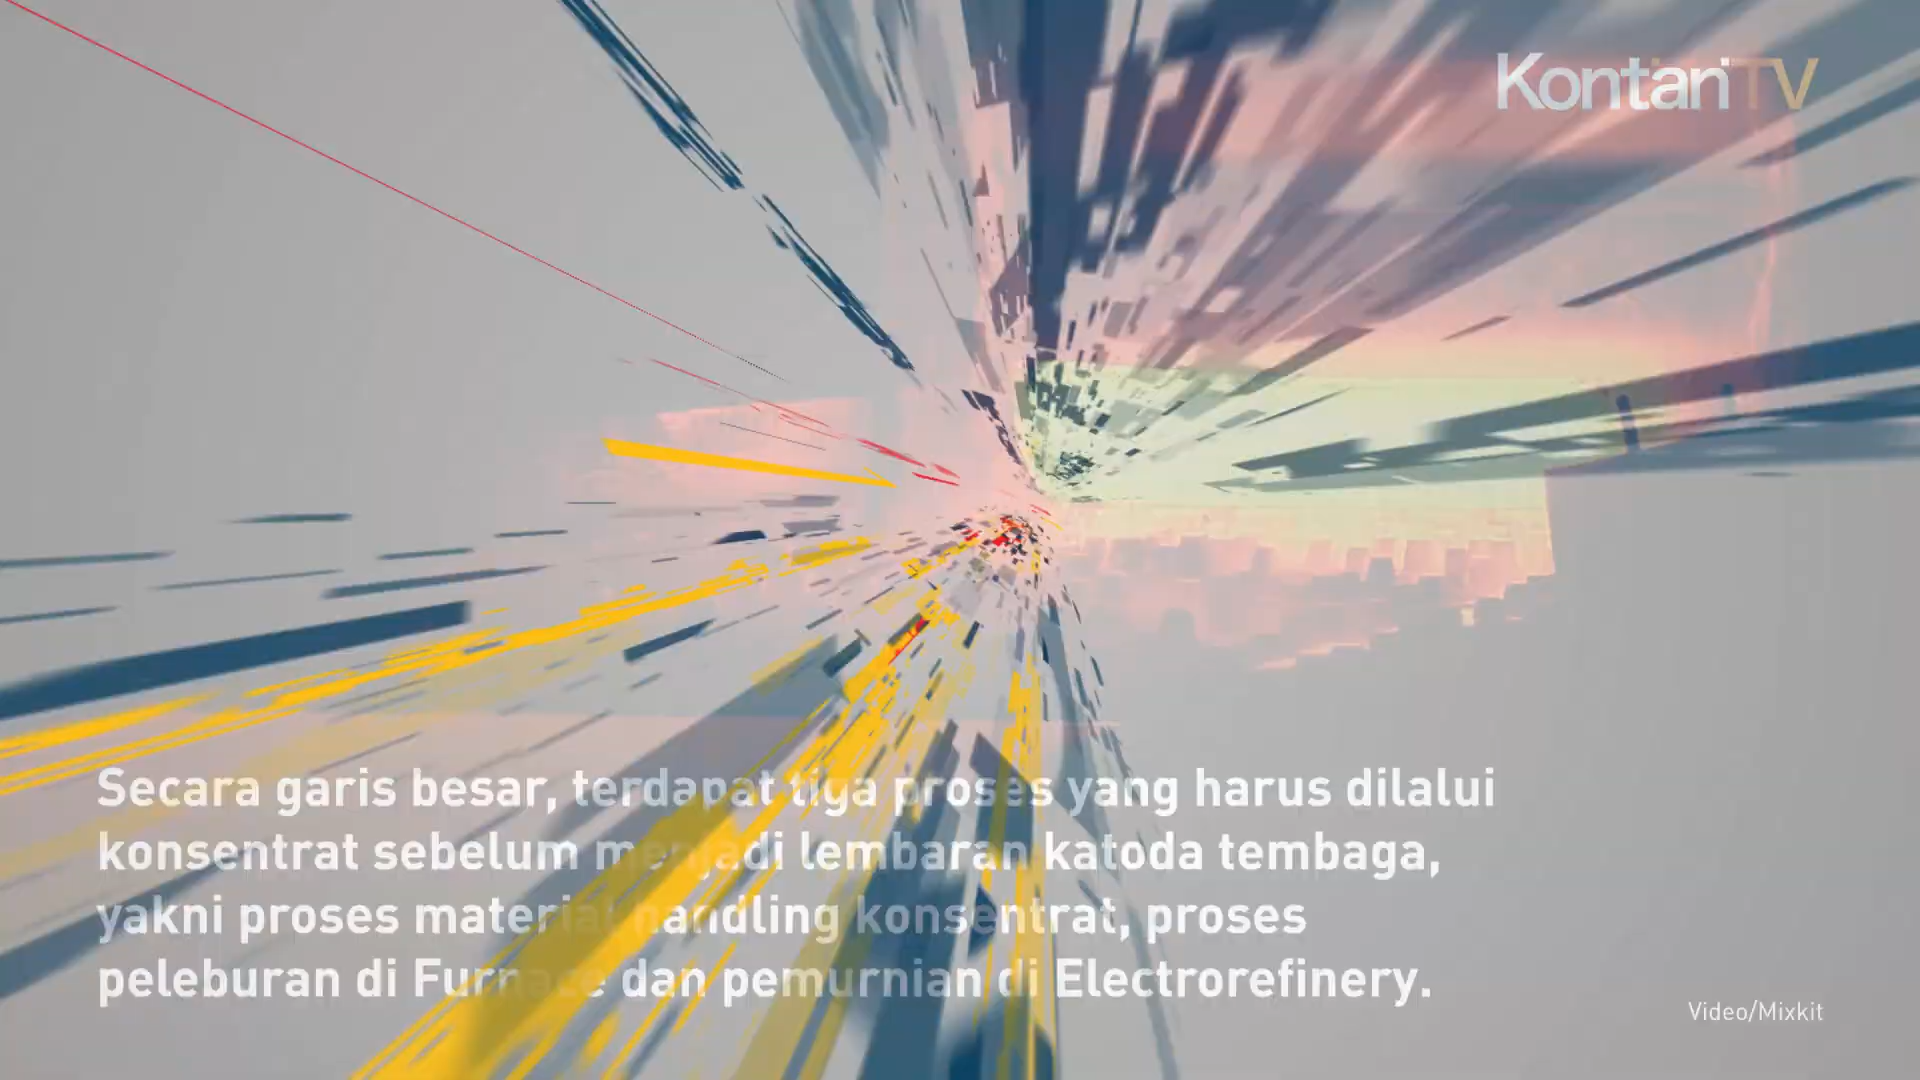 KontanTV
Secara garis besar, terdapat tiga proses yang harus dilalui
konsentrat sebelum menjadi lembaran katoda tembaga,
yakni proses material handling konsentrat, proses
peleburan di Furnace dan pemurnian di Electrorefinery.
Video/Mixkit